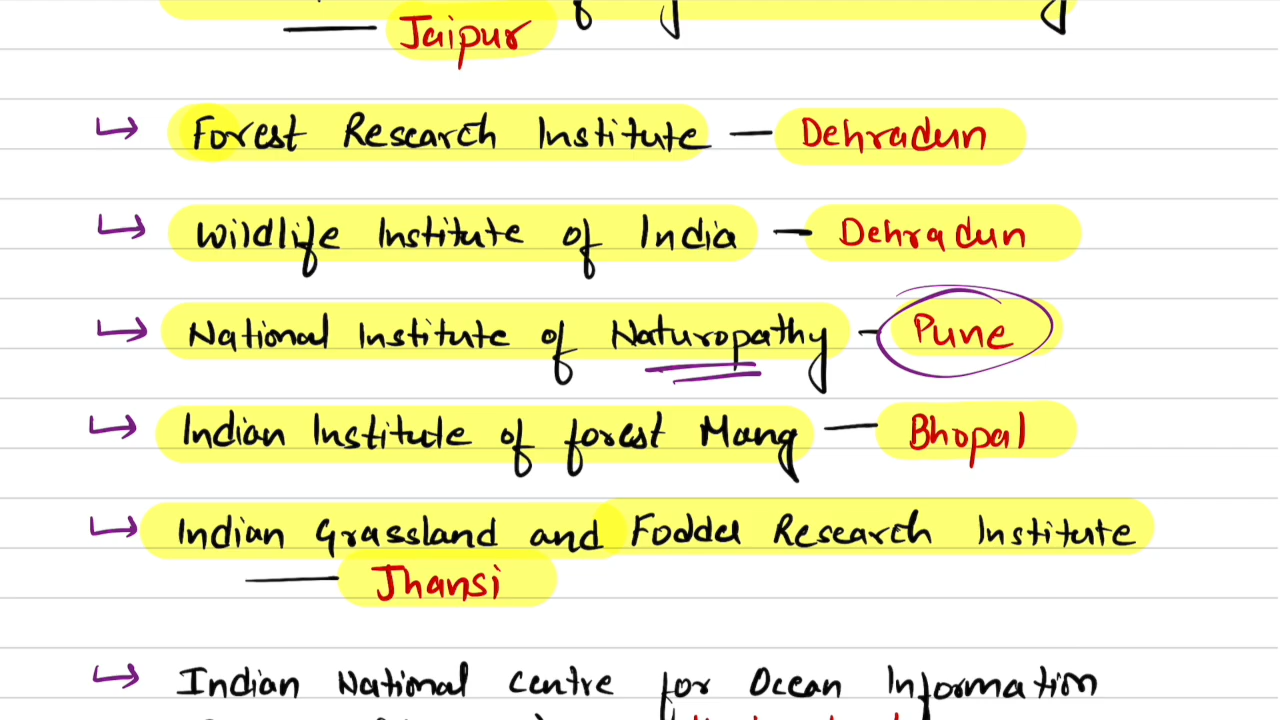 — Jaipur
↳ Forest Research Institute — Dehradun
↳ Wildlife Institute of India — Dehradun
↳ National Institute of Naturopathy - Pune
↳ Indian Institute of forest Mang — Bhopal
↳ Indian Grassland and Fodder Research Institute
— Jhansi
↳ Indian National centre for Ocean Information